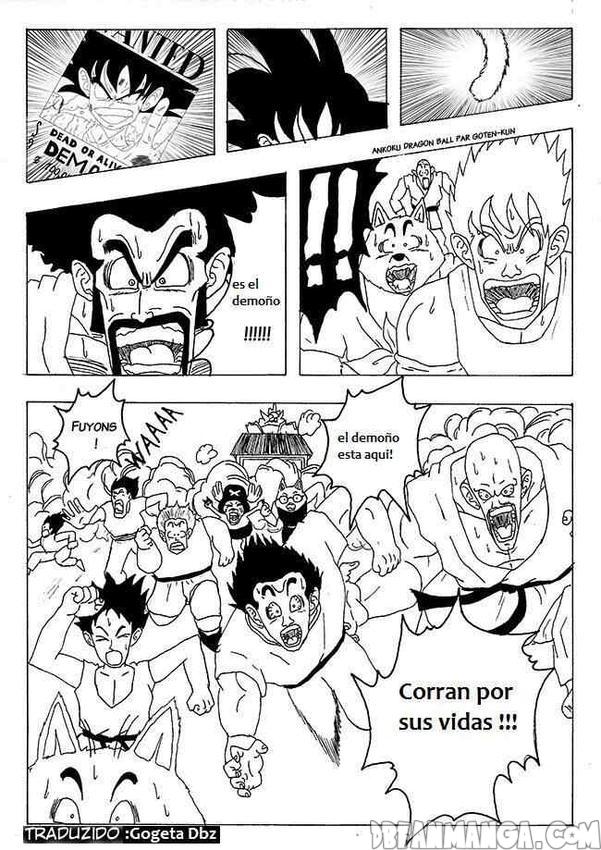 WANTED
DEAD OR ALIVE
ANKOKU DRAGON BALL PAR GOTEN-KUN
es el
demoño
!!!!!!
!!
FUYONS
!
WAAAA
el demoño
esta aqui!
Corran por
sus vidas !!!
TRADUZIDO :Gogeta Dbz
DBFANMANGA.COM